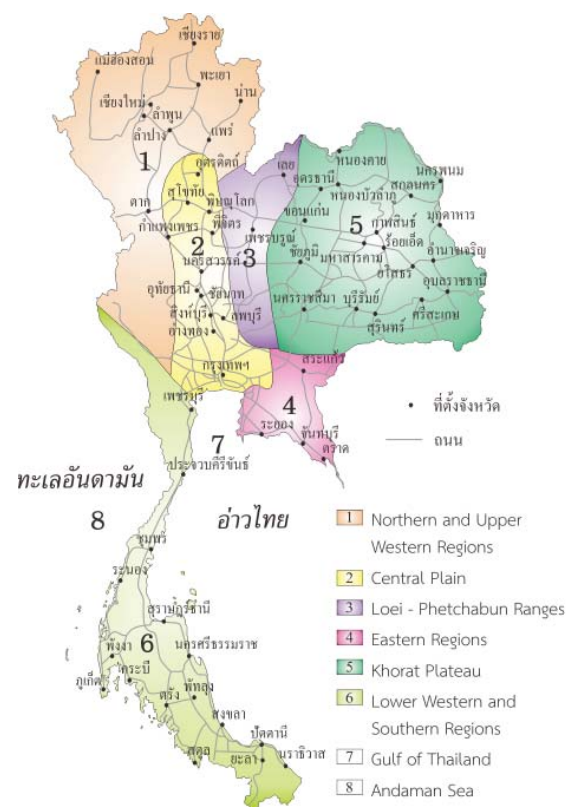 เชียงราย
แม่ฮ่องสอน
พะเยา
น่าน
เชียงใหม่
ลำพูน
ลำปาง
แพร่
1
อุตรดิตถ์
เลย
หนองคาย
นครพนม
อุดรธานี
สกลนคร
สุโขทัย
หนองบัวลำภู
ตาก
พิษณุโลก
ขอนแก่น
มุกดาหาร
กำแพงเพชร
พิจิตร
กาฬสินธุ์
2
เพชรบูรณ์
5
ร้อยเอ็ด
3
นครสวรรค์
ชัยภูมิ
มหาสารคาม
อำนาจเจริญ
ยโสธร
อุทัยธานี
ชัยนาท
อุบลราชธานี
สิงห์บุรี
ลพบุรี
นครราชสีมา
บุรีรัมย์
ศรีสะเกษ
อ่างทอง
สุรินทร์
กรุงเทพฯ
สระแก้ว
เพชรบุรี
4
ที่ตั้งจังหวัด
ระยอง
จันทบุรี
ถนน
7
ตราด
ประจวบคีรีขันธ์
ทะเลอันดามัน
อ่าวไทย
8
ชุมพร
ระนอง
สุราษฎร์ธานี
6
นครศรีธรรมราช
พังงา
กระบี่
ภูเก็ต
ตรัง
พัทลุง
สงขลา
ปัตตานี
สตูล
ยะลา
นราธิวาส
1 Northern and Upper
Western Regions
2 Central Plain
3 Loei - Phetchabun Ranges
4 Eastern Regions
5 Khorat Plateau
6 Lower Western and
Southern Regions
7 Gulf of Thailand
8 Andaman Sea